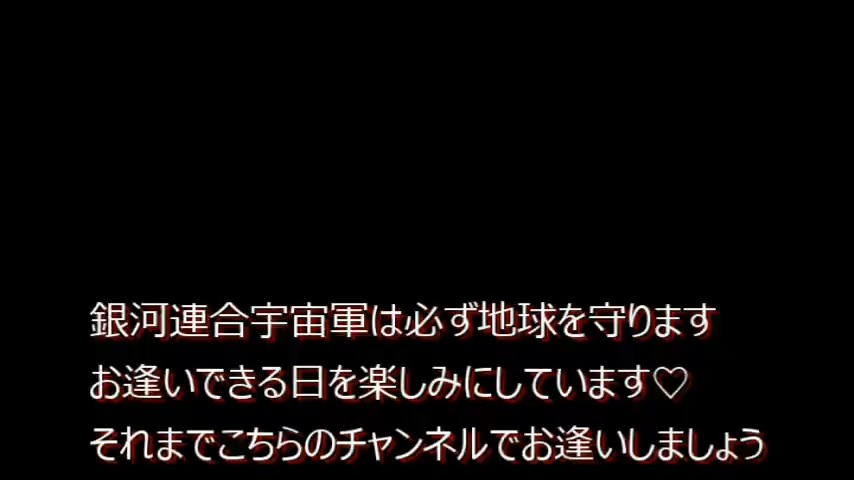 銀河連合宇宙軍は必ず地球を守ります
お逢いできる日を楽しみにしています♡
それまでこちらのチャンネルでお逢いしましょう